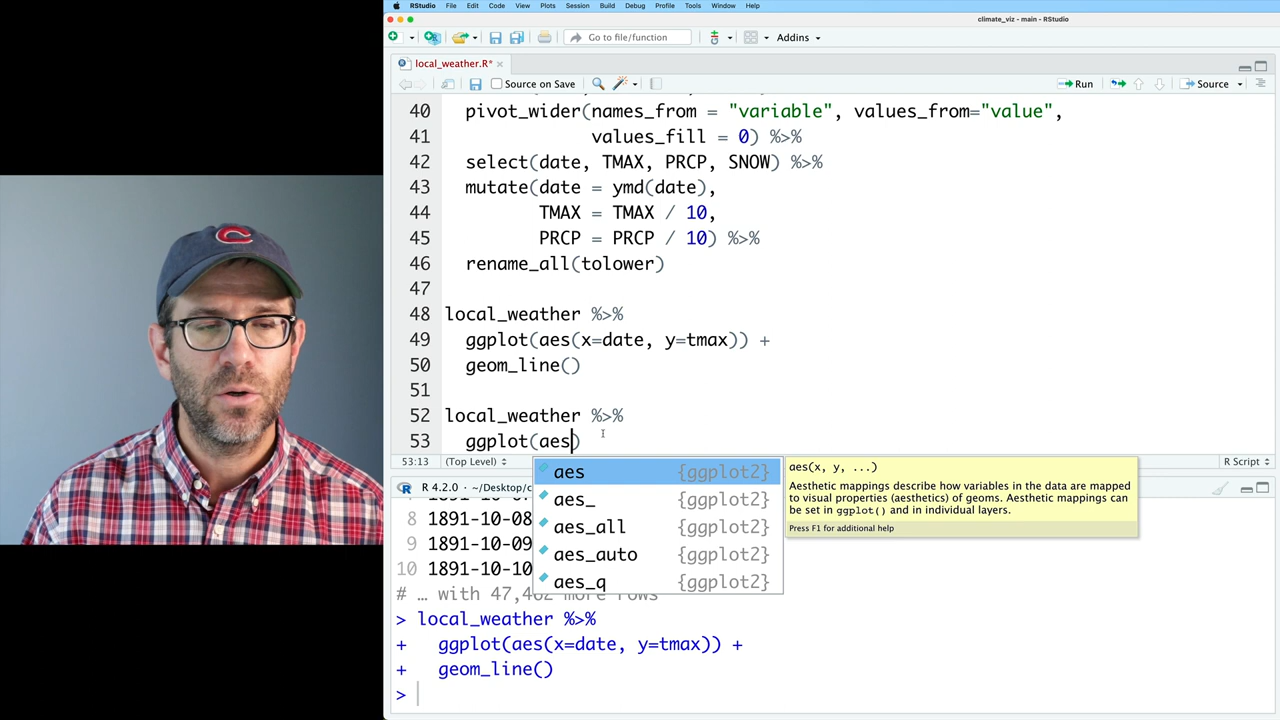 RStudio File Edit Code View Plots Session Build Debug Profile Tools Window Help
climate_viz - main - RStudio
Go to file/function Addins
local_weather.R*
Source on Save Run Source
40 pivot_wider(names_from = "variable", values_from="value",
41 values_fill = 0) %>%
42 select(date, TMAX, PRCP, SNOW) %>%
43 mutate(date = ymd(date),
44 TMAX = TMAX / 10,
45 PRCP = PRCP / 10) %>%
46 rename_all(tolower)
47
48 local_weather %>%
49 ggplot(aes(x=date, y=tmax)) +
50 geom_line()
51
52 local_weather %>%
53 ggplot(aes)
53:13 (Top Level) R Script
aes {ggplot2}
aes_ {ggplot2}
aes_all {ggplot2}
aes_auto {ggplot2}
aes_q {ggplot2}
aes(x, y, ...)
Aesthetic mappings describe how variables in the data are mapped
to visual properties (aesthetics) of geoms. Aesthetic mappings can
be set in ggplot() and in individual layers.
Press F1 for additional help
R 4.2.0 · ~/Desktop/c
8 1891-10-08
9 1891-10-09
10 1891-10-10
# … with 47,462 more rows
> local_weather %>%
+ ggplot(aes(x=date, y=tmax)) +
+ geom_line()
>